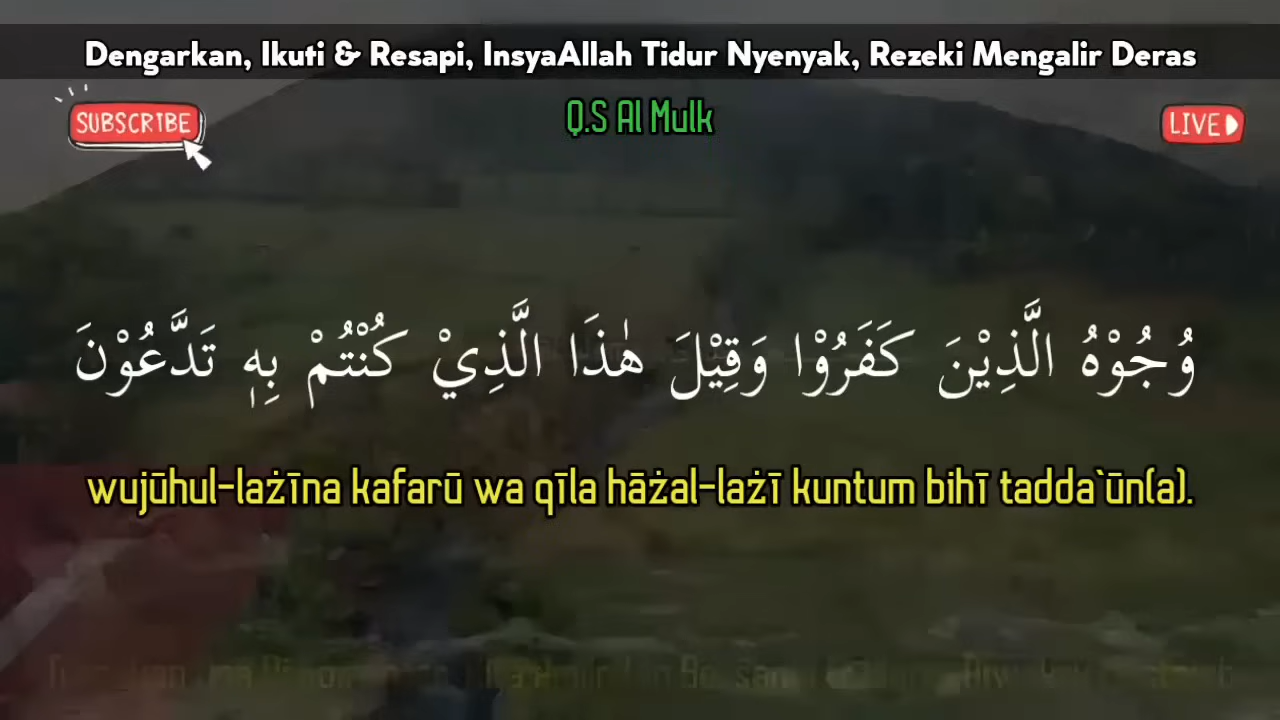 Dengarkan, Ikuti & Resapi, InsyaAllah Tidur Nyenyak, Rezeki Mengalir Deras
SUBSCRIBE
Q.S Al Mulk
LIVE
وُجُوْهُ الَّذِيْنَ كَفَرُوْا وَقِيْلَ هٰذَا الَّذِيْ كُنْتُمْ بِهٖ تَدَّعُوْنَ
wujūhul-lażīna kafarū wa qīla hāżal-lażī kuntum bihī tadda`ūn(a).